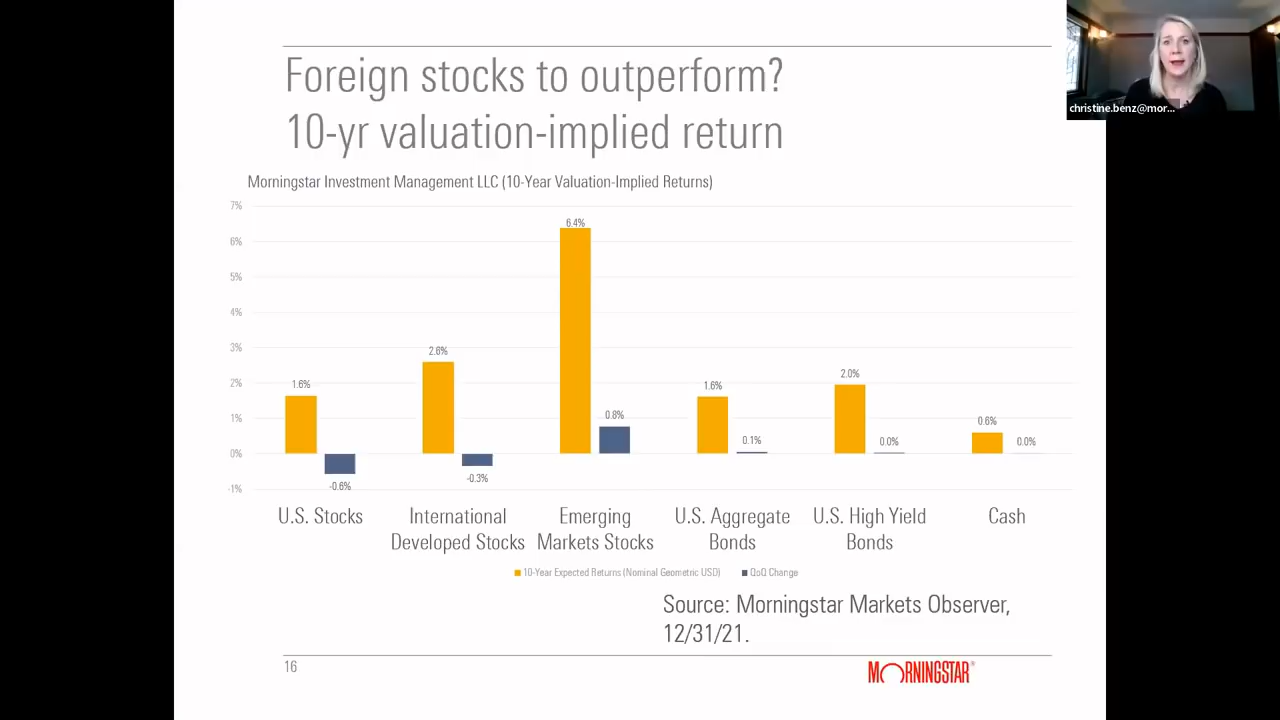 Foreign stocks to outperform?
10-yr valuation-implied return
christine.benz@mor...
Morningstar Investment Management LLC (10-Year Valuation-Implied Returns)
7%
6%
5%
4%
3%
2%
1%
0%
-1%
1.6%
-0.6%
2.6%
-0.3%
6.4%
0.8%
1.6%
0.1%
2.0%
0.0%
0.6%
0.0%
U.S. Stocks
International
Developed Stocks
Emerging
Markets Stocks
U.S. Aggregate
Bonds
U.S. High Yield
Bonds
Cash
10-Year Expected Returns (Nominal Geometric USD)
QoQ Change
Source: Morningstar Markets Observer,
12/31/21.
16
MORNINGSTAR®